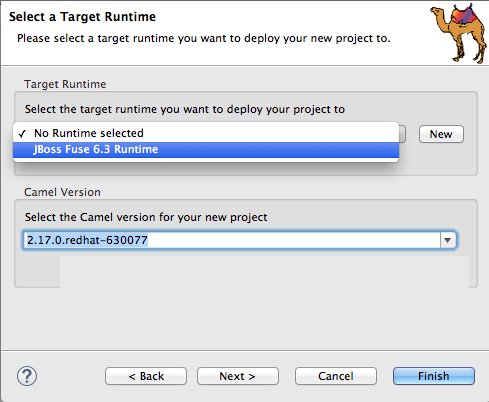 Select a Target Runtime
Please select a target runtime you want to deploy your new project to.
Target Runtime
Select the target runtime you want to deploy your project to
✓ No Runtime selected
New
JBoss Fuse 6.3 Runtime
Camel Version
Select the Camel version for your new project
2.17.0.redhat-630077
?
< Back
Next >
Cancel
Finish